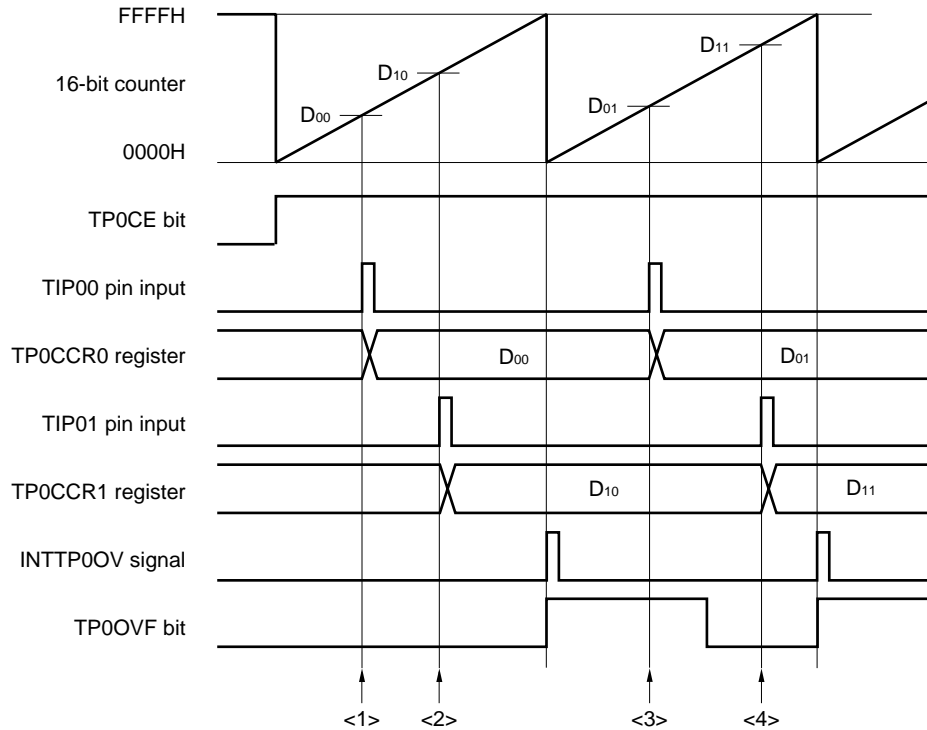 FFFFH
D11
D10
16-bit counter
D00
D01
0000H
TP0CE bit
TIP00 pin input
TP0CCR0 register
D00
D01
TIP01 pin input
TP0CCR1 register
D10
D11
INTTP0OV signal
TP0OVF bit
<1>
<2>
<3>
<4>